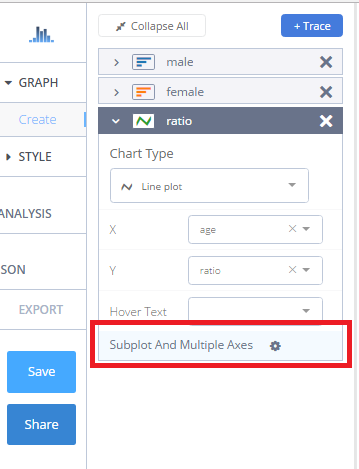 Collapse All
+ Trace
GRAPH
Create
STYLE
ANALYSIS
SON
EXPORT
Save
Share
male
female
ratio
Chart Type
Line plot
X
age
Y
ratio
Hover Text
Subplot And Multiple Axes